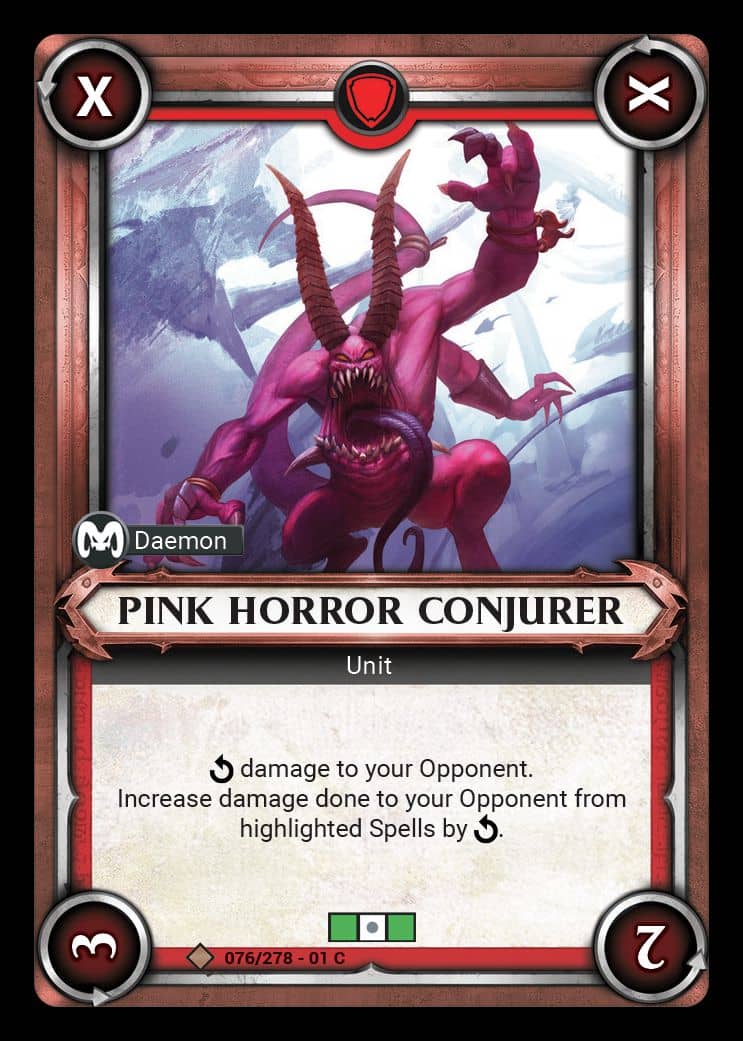 X
X
Daemon
PINK HORROR CONJURER
Unit
damage to your Opponent.
Increase damage done to your Opponent from
highlighted Spells by .
3
2
076/278 - 01 C